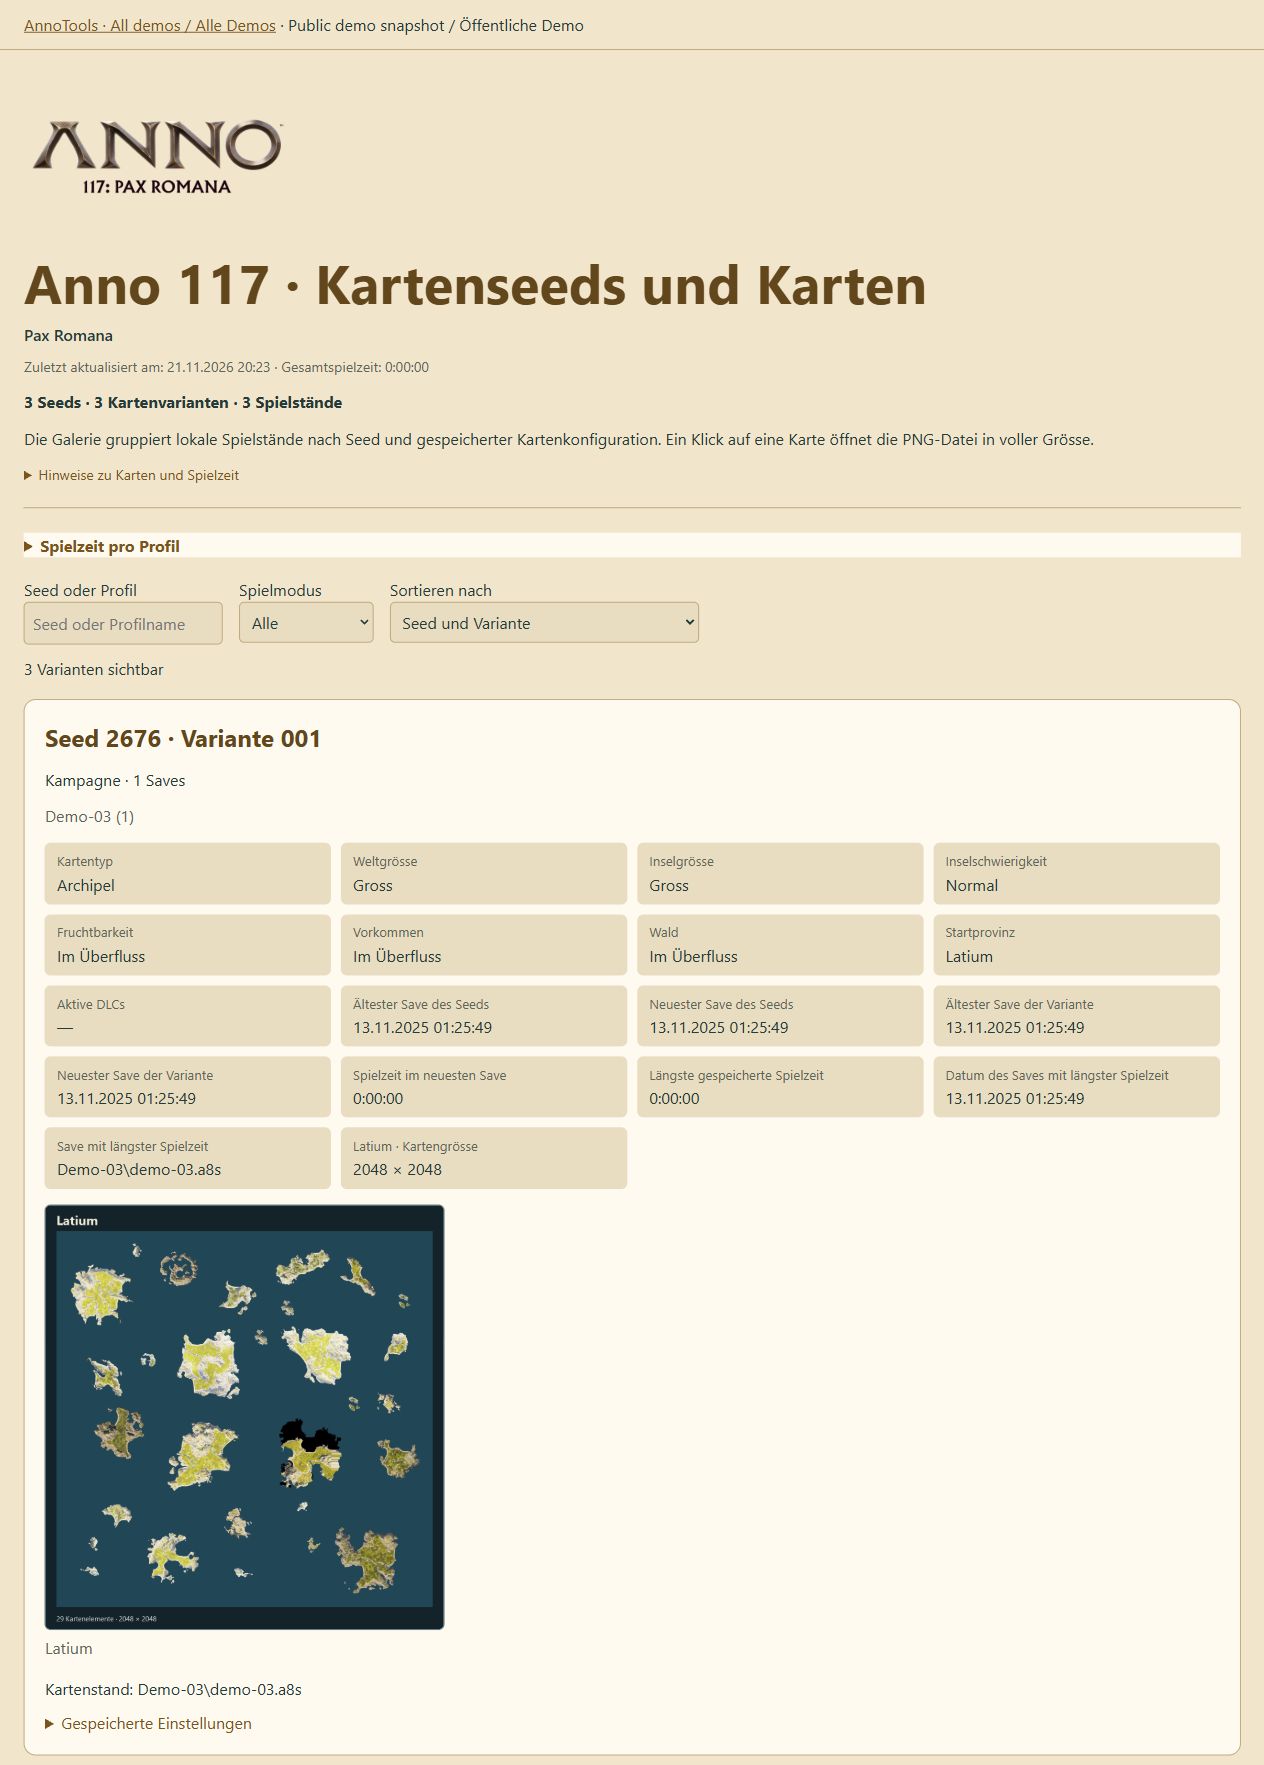 AnnoTools · All demos / Alle Demos · Public demo snapshot / Öffentliche Demo
ANNO
117: PAX ROMANA
Anno 117 · Kartenseeds und Karten
Pax Romana
Zuletzt aktualisiert am: 21.11.2026 20:23 · Gesamtspielzeit: 0:00:00
3 Seeds · 3 Kartenvarianten · 3 Spielstände
Die Galerie gruppiert lokale Spielstände nach Seed und gespeicherter Kartenkonfiguration. Ein Klick auf eine Karte öffnet die PNG-Datei in voller Grösse.
Hinweise zu Karten und Spielzeit
Spielzeit pro Profil
Seed oder Profil Spielmodus Sortieren nach
Seed oder Profilname Alle Seed und Variante
3 Varianten sichtbar
Seed 2676 · Variante 001
Kampagne · 1 Saves
Demo-03 (1)
Kartentyp Weltgrösse Inselgrösse Inselschwierigkeit
Archipel Gross Gross Normal
Fruchtbarkeit Vorkommen Wald Startprovinz
Im Überfluss Im Überfluss Im Überfluss Latium
Aktive DLCs Ältester Save des Seeds Neuester Save des Seeds Ältester Save der Variante
— 13.11.2025 01:25:49 13.11.2025 01:25:49 13.11.2025 01:25:49
Neuester Save der Variante Spielzeit im neuesten Save Längste gespeicherte Spielzeit Datum des Saves mit längster Spielzeit
13.11.2025 01:25:49 0:00:00 0:00:00 13.11.2025 01:25:49
Save mit längster Spielzeit Latium · Kartengrösse
Demo-03\demo-03.a8s 2048 × 2048
Latium
29 Kartenelemente · 2048 × 2048
Latium
Kartenstand: Demo-03\demo-03.a8s
Gespeicherte Einstellungen